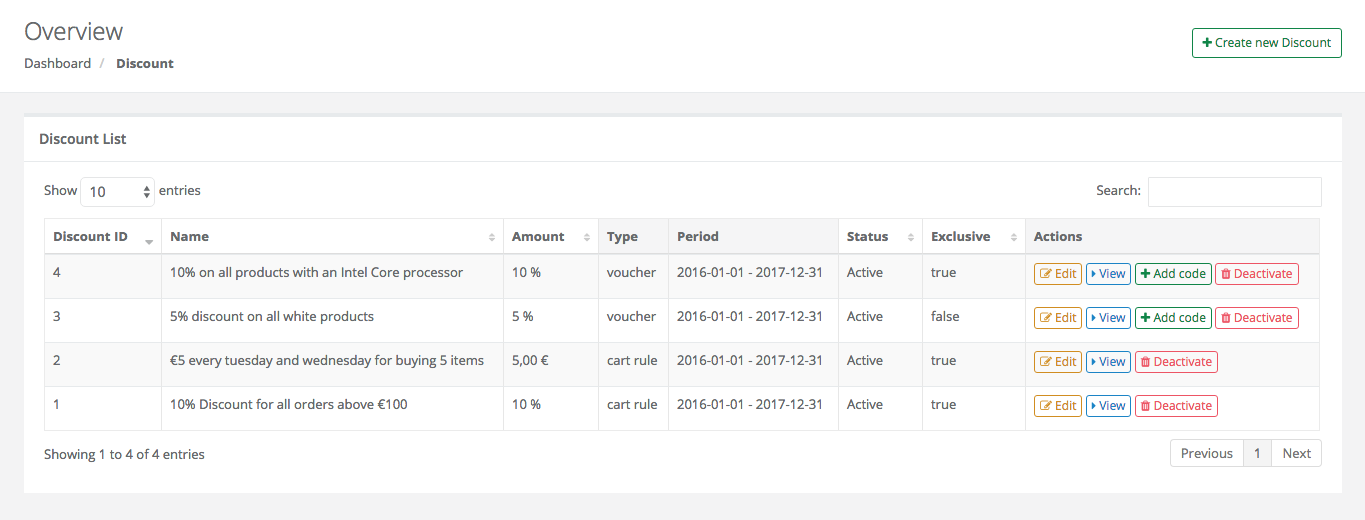 Overview
Create new Discount
Dashboard / Discount
Discount List
Show 10 entries Search:
Discount ID Name Amount Type Period Status Exclusive Actions
4 10% on all products with an Intel Core processor 10 % voucher 2016-01-01 - 2017-12-31 Active true Edit View Add code Deactivate
3 5% discount on all white products 5 % voucher 2016-01-01 - 2017-12-31 Active false Edit View Add code Deactivate
2 €5 every tuesday and wednesday for buying 5 items 5,00 € cart rule 2016-01-01 - 2017-12-31 Active true Edit View Deactivate
1 10% Discount for all orders above €100 10 % cart rule 2016-01-01 - 2017-12-31 Active true Edit View Deactivate
Showing 1 to 4 of 4 entries Previous 1 Next